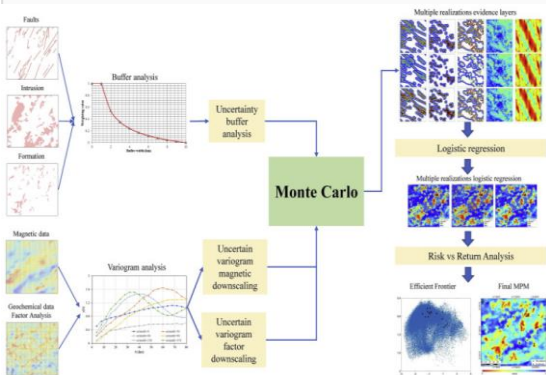 Faults
Intrusion
Formation
Magnetic data
Geochemical data
Factor Analysis
Buffer analysis
Variogram analysis
Uncertainty
buffer
analysis
Uncertain
variogram
magnetic
downscaling
Uncertain
variogram
factor
downscaling
Monte Carlo
Multiple realizations evidence layers
Logistic regression
Multiple realizations logistic regression
Risk vs Return Analysis
Efficient Frontier
Final MPM